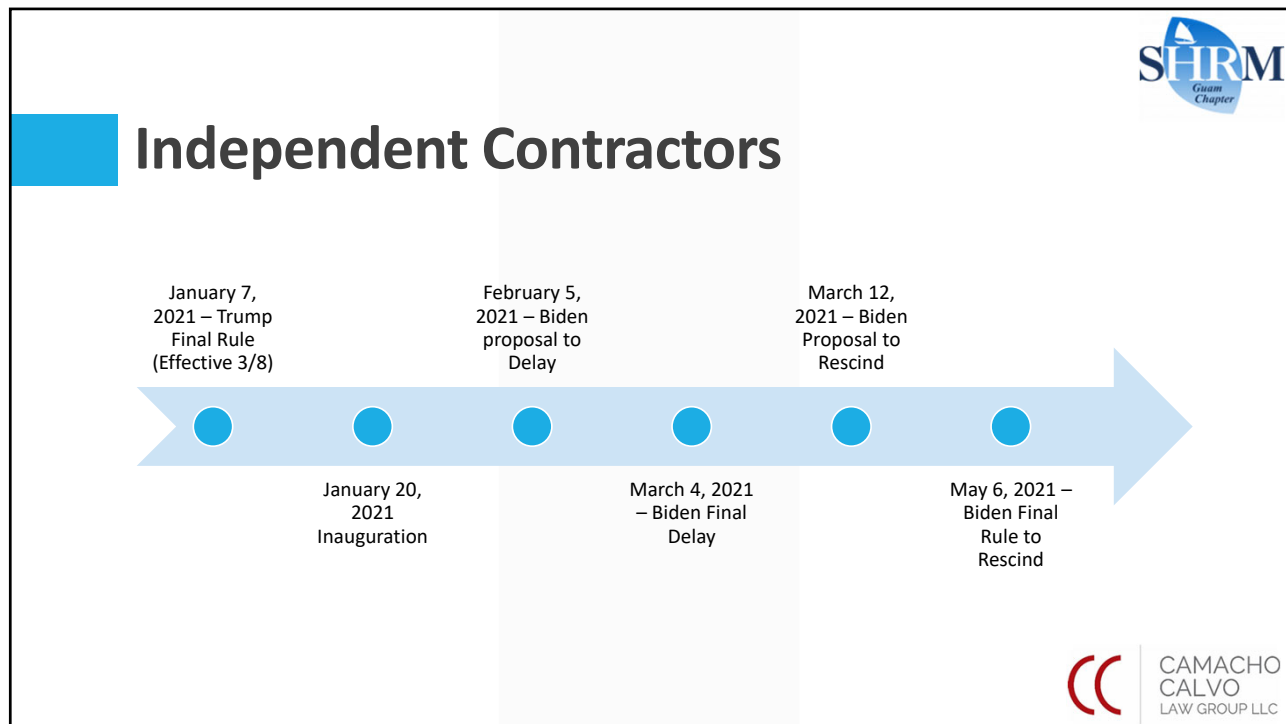 SHRM
Guam
Chapter
Independent Contractors
January 7,
2021 – Trump
Final Rule
(Effective 3/8)
January 20,
2021
Inauguration
February 5,
2021 – Biden
proposal to
Delay
March 4, 2021
– Biden Final
Delay
March 12,
2021 – Biden
Proposal to
Rescind
May 6, 2021 –
Biden Final
Rule to
Rescind
CAMACHO
CALVO
LAW GROUP LLC